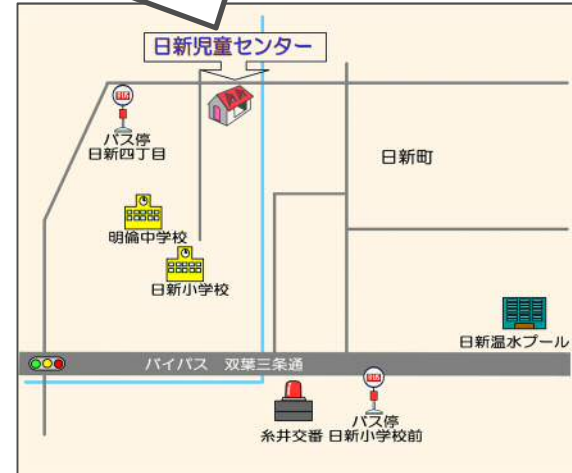 日新児童センター
バス停
日新四丁目
日新町
明倫中学校
日新小学校
日新温水プール
バイパス 双葉三条通
糸井交番
バス停
日新小学校前